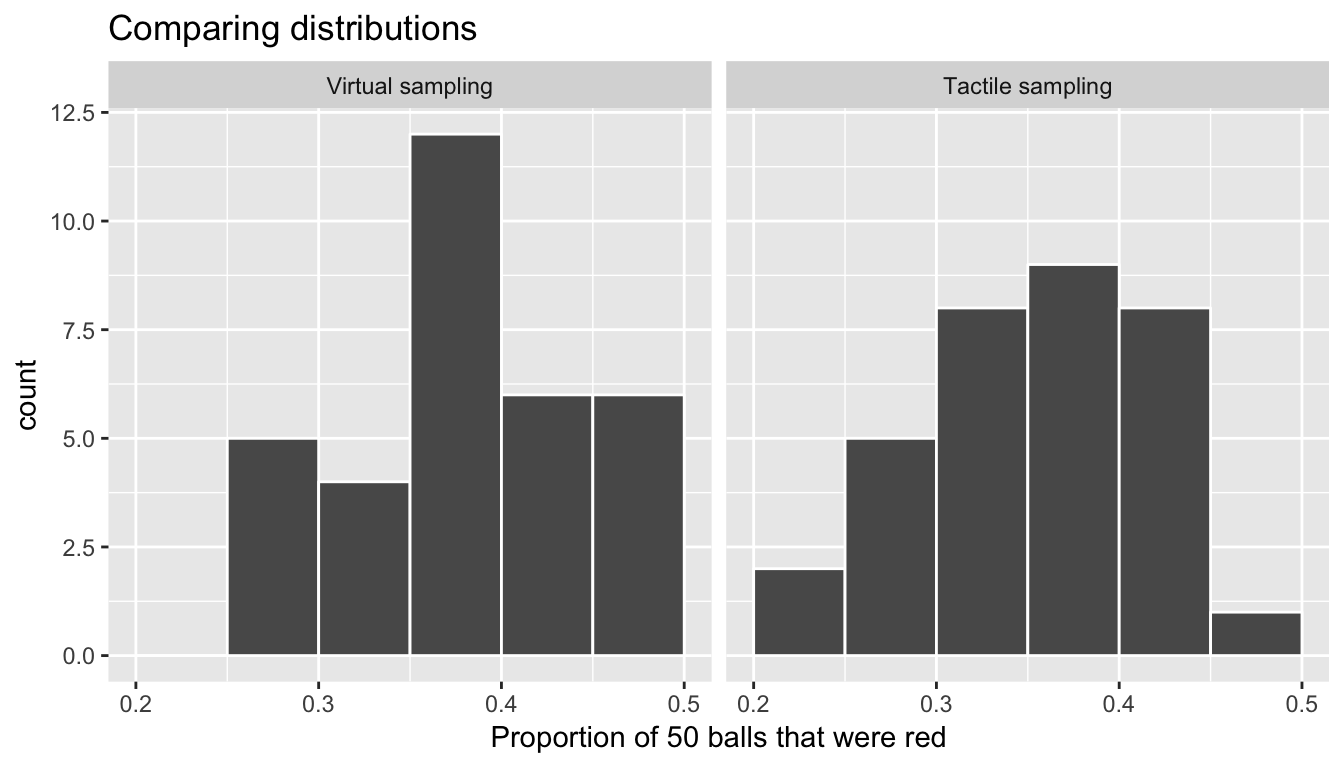 Comparing distributions
Virtual sampling
Tactile sampling
12.5
10.0
7.5
5.0
2.5
0.0
count
0.2 0.3 0.4 0.5 0.2 0.3 0.4 0.5
Proportion of 50 balls that were red